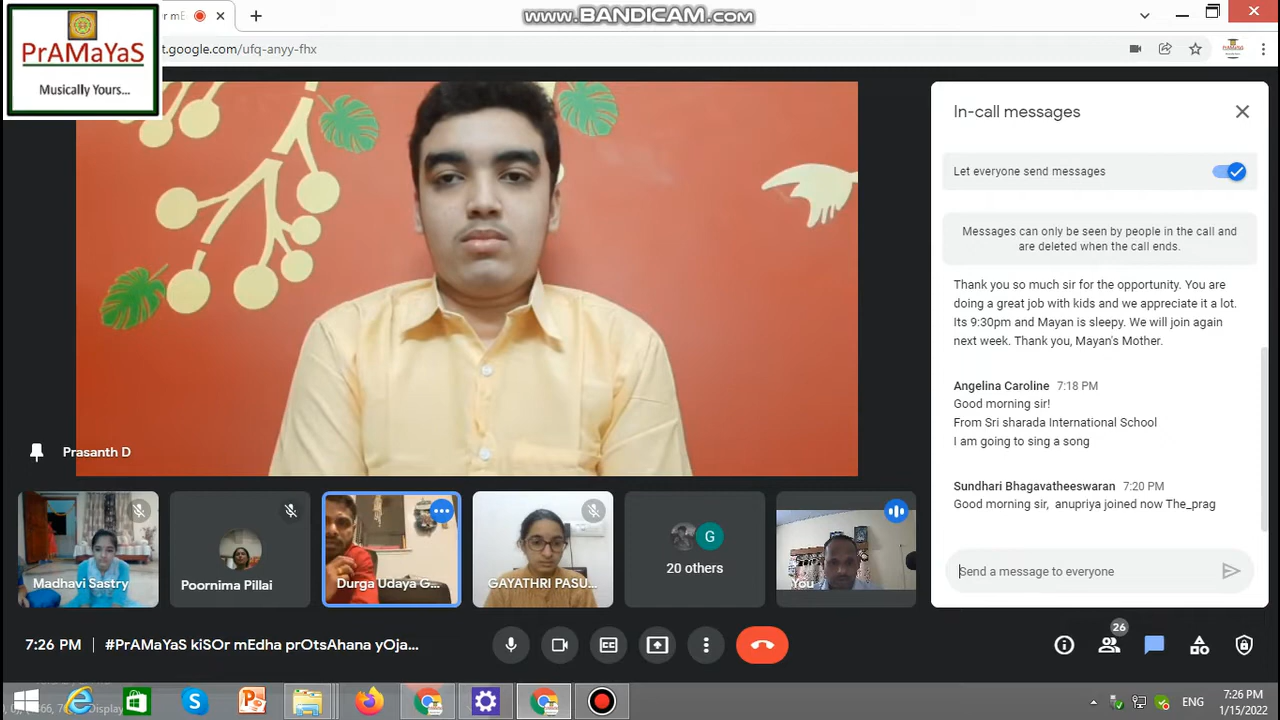 www.BANDICAM.com
PrAMaYaS
Musically Yours...
t.google.com/ufq-anyy-fhx
In-call messages
Let everyone send messages
Messages can only be seen by people in the call and
are deleted when the call ends.
Thank you so much sir for the opportunity. You are
doing a great job with kids and we appreciate it a lot.
Its 9:30pm and Mayan is sleepy. We will join again
next week. Thank you, Mayan's Mother.
Angelina Caroline 7:18 PM
Good morning sir!
From Sri sharada International School
I am going to sing a song
Sundhari Bhagavatheeswaran 7:20 PM
Good morning sir, anupriya joined now The_prag
Send a message to everyone
Prasanth D
Madhavi Sastry
Poornima Pillai
Durga Udaya G...
GAYATHRI PASU...
G
20 others
You
7:26 PM | #PrAMaYaS kiSOr mEdha prOtsAhana yOja...
26
ENG
7:26 PM
1/15/2022